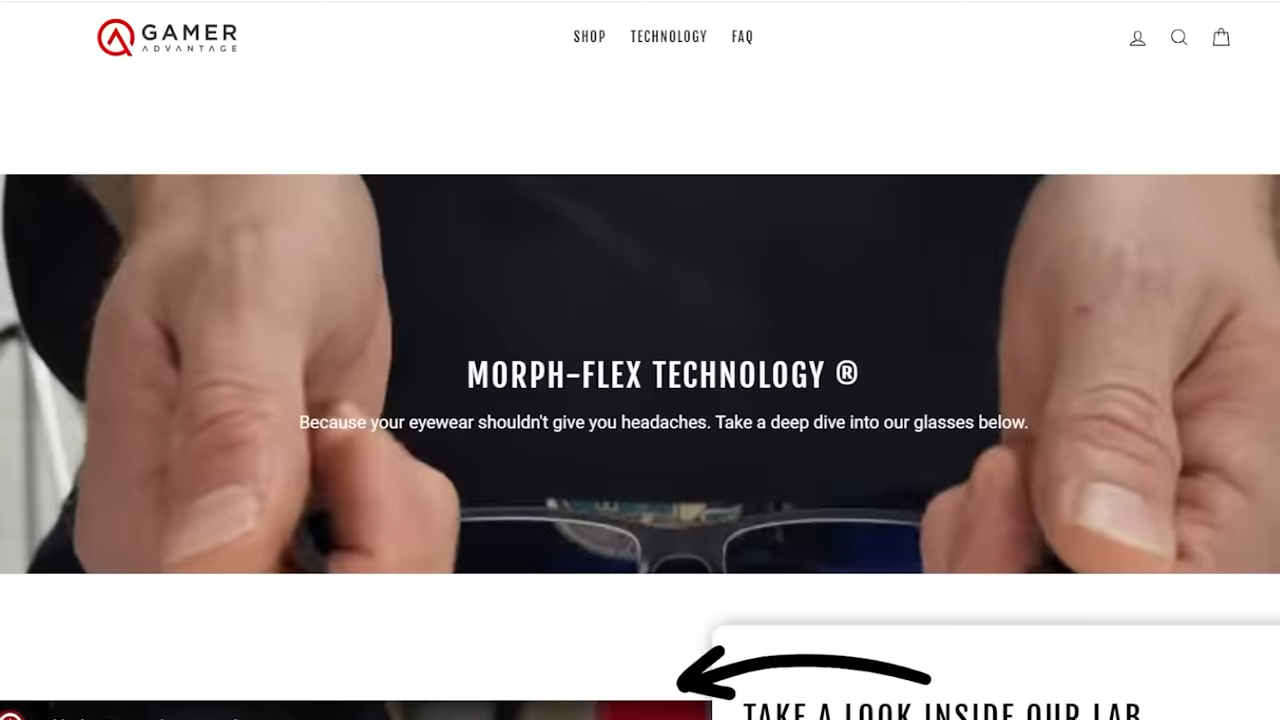 GAMER
ADVANTAGE
SHOP TECHNOLOGY FAQ
MORPH-FLEX TECHNOLOGY ®
Because your eyewear shouldn't give you headaches. Take a deep dive into our glasses below.
TAKE A LOOK INSIDE OUR LAB